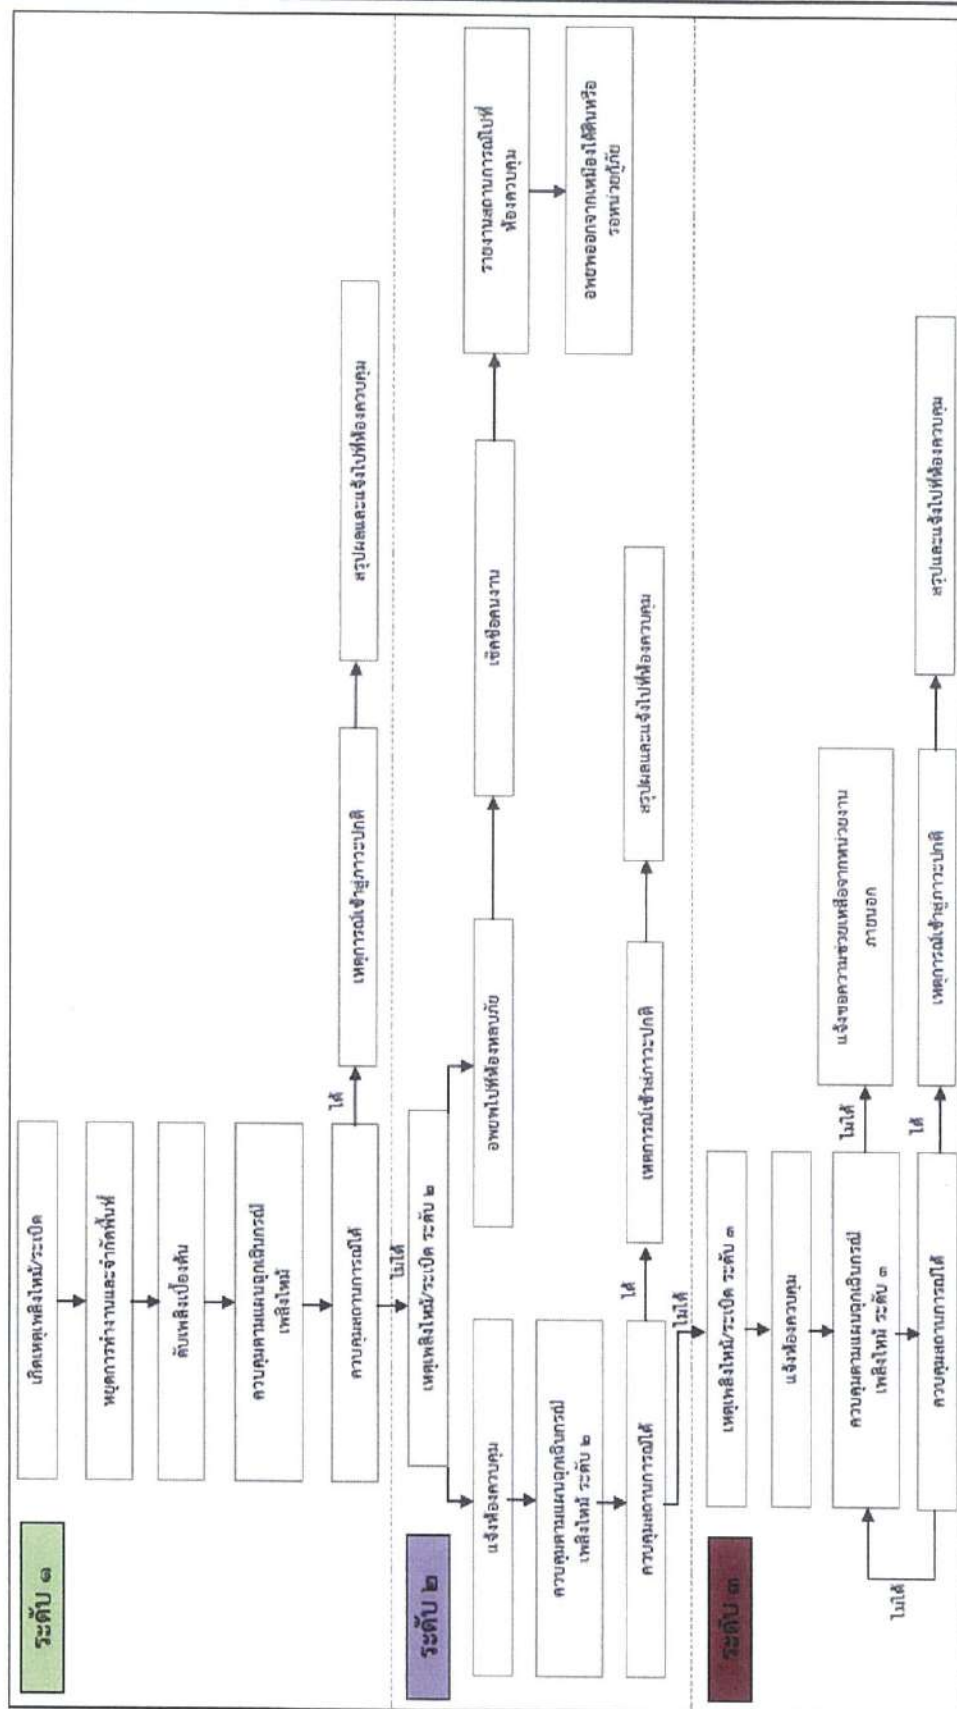 ระดับ ๑
เกิดเหตุเพลิงไหม้/ระเบิด
หยุดการทำงานและจำกัดพื้นที่
ดับเพลิงเบื้องต้น
ควบคุมตามแผนฉุกเฉินกรณี
เพลิงไหม้
ควบคุมสถานการณ์ได้
ได้
เหตุการณ์เข้าสู่ภาวะปกติ
สรุปผลและแจ้งไปที่ห้องควบคุม
ไม่ได้
ระดับ ๒
เหตุเพลิงไหม้/ระเบิด ระดับ ๒
แจ้งห้องควบคุม
ควบคุมตามแผนฉุกเฉินกรณี
เพลิงไหม้ ระดับ ๒
ควบคุมสถานการณ์ได้
ได้
เหตุการณ์เข้าสู่ภาวะปกติ
สรุปผลและแจ้งไปที่ห้องควบคุม
อพยพไปที่ห้องหลบภัย
เช็คชื่อคนงาน
รายงานสถานการณ์ไปที่
ห้องควบคุม
อพยพออกจากเหมืองใต้ดินหรือ
รอหน่วยกู้ภัย
ไม่ได้
ระดับ ๓
เหตุเพลิงไหม้/ระเบิด ระดับ ๓
แจ้งห้องควบคุม
ควบคุมตามแผนฉุกเฉินกรณี
เพลิงไหม้ ระดับ ๓
ไม่ได้
แจ้งขอความช่วยเหลือจากหน่วยงาน
ภายนอก
ควบคุมสถานการณ์ได้
ไม่ได้
ได้
เหตุการณ์เข้าสู่ภาวะปกติ
สรุปและแจ้งไปที่ห้องควบคุม